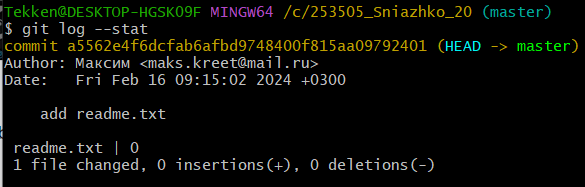 Tekken@DESKTOP-HGSK09F MINGW64 /c/253505_Sniazhko_20 (master)
$ git log --stat
commit a5562e4f6dcfab6afbd9748400f815aa09792401 (HEAD -> master)
Author: Максим <maks.kreet@mail.ru>
Date:   Fri Feb 16 09:15:02 2024 +0300

    add readme.txt

 readme.txt | 0
 1 file changed, 0 insertions(+), 0 deletions(-)